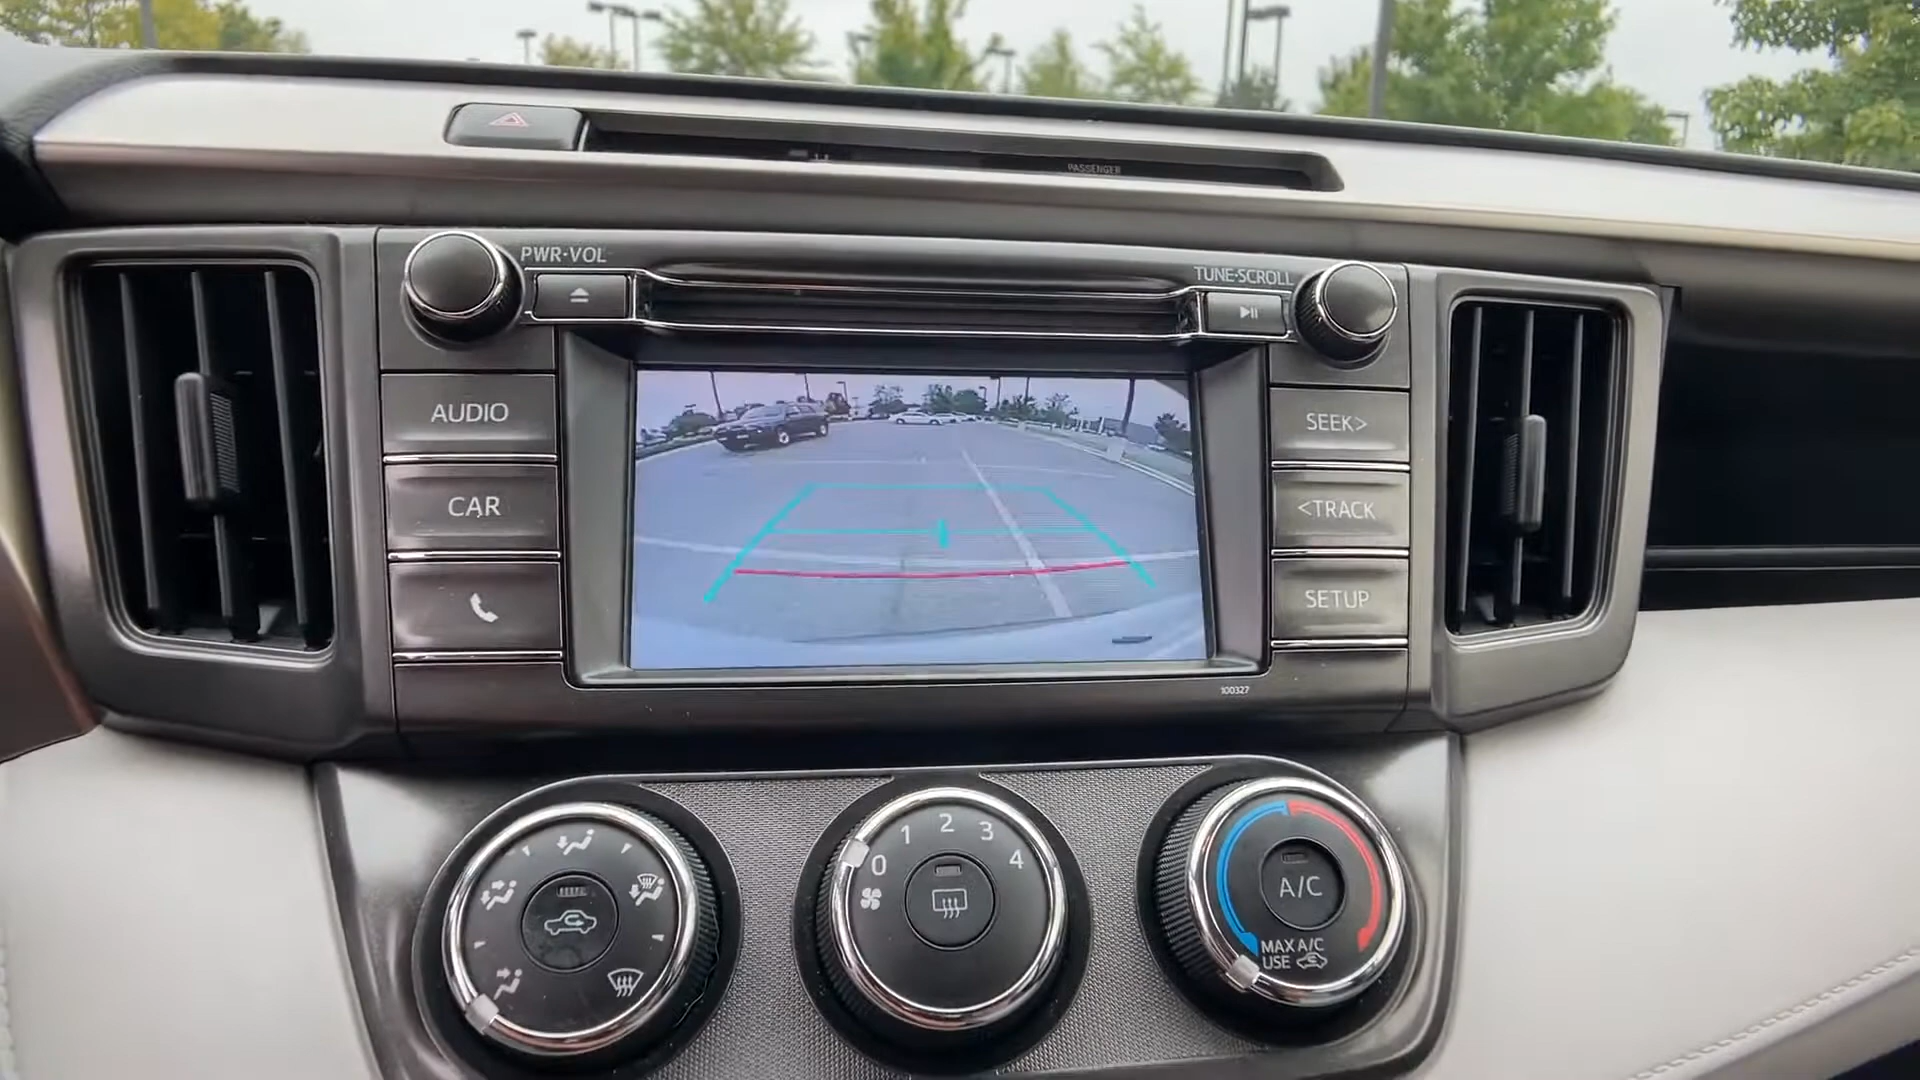 PASSENGER
PWR·VOL
TUNE·SCROLL
AUDIO
SEEK>
CAR
<TRACK
SETUP
100327
0 1 2 3 4
A/C
MAX A/C
USE